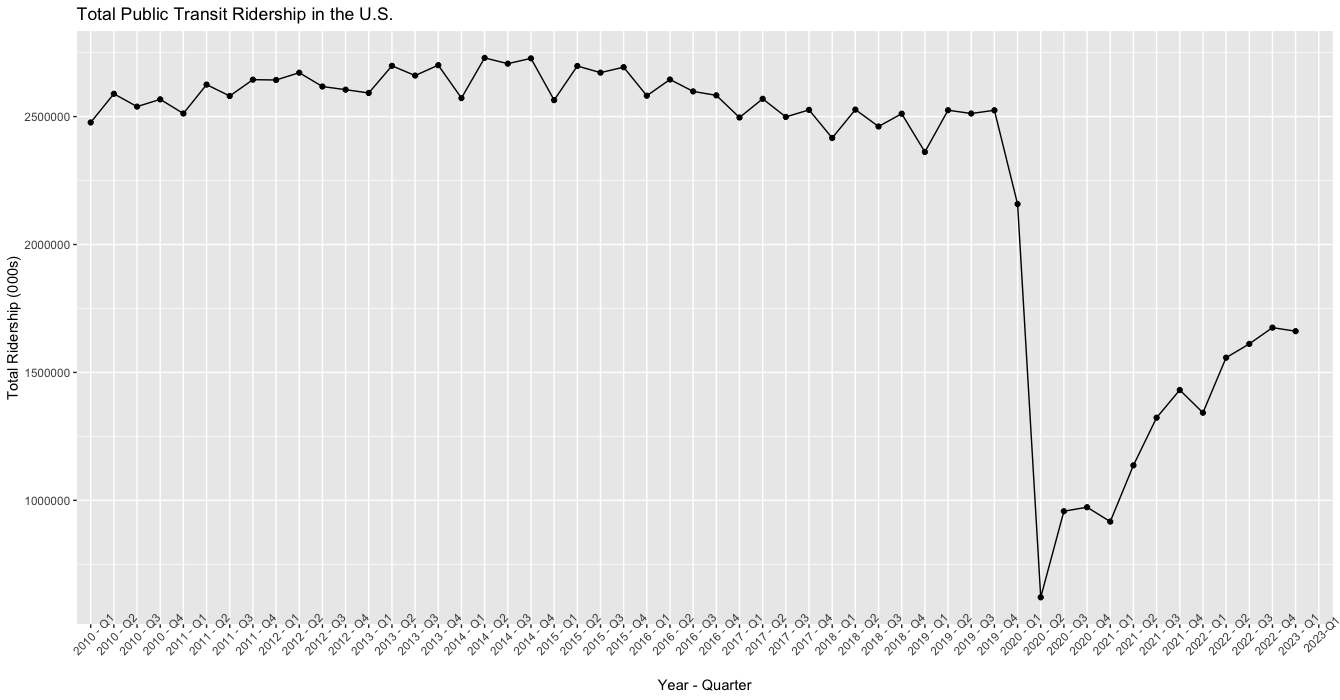 Total Public Transit Ridership in the U.S.
Total Ridership (000s)
2500000
2000000
1500000
1000000
2010 - Q1
2010 - Q2
2010 - Q3
2010 - Q4
2011 - Q1
2011 - Q2
2011 - Q3
2011 - Q4
2012 - Q1
2012 - Q2
2012 - Q3
2012 - Q4
2013 - Q1
2013 - Q2
2013 - Q3
2013 - Q4
2014 - Q1
2014 - Q2
2014 - Q3
2014 - Q4
2015 - Q1
2015 - Q2
2015 - Q3
2015 - Q4
2016 - Q1
2016 - Q2
2016 - Q3
2016 - Q4
2017 - Q1
2017 - Q2
2017 - Q3
2017 - Q4
2018 - Q1
2018 - Q2
2018 - Q3
2018 - Q4
2019 - Q1
2019 - Q2
2019 - Q3
2019 - Q4
2020 - Q1
2020 - Q2
2020 - Q3
2020 - Q4
2021 - Q1
2021 - Q2
2021 - Q3
2021 - Q4
2022 - Q1
2022 - Q2
2022 - Q3
2022 - Q4
2023 - Q1
2023-Q1
Year - Quarter